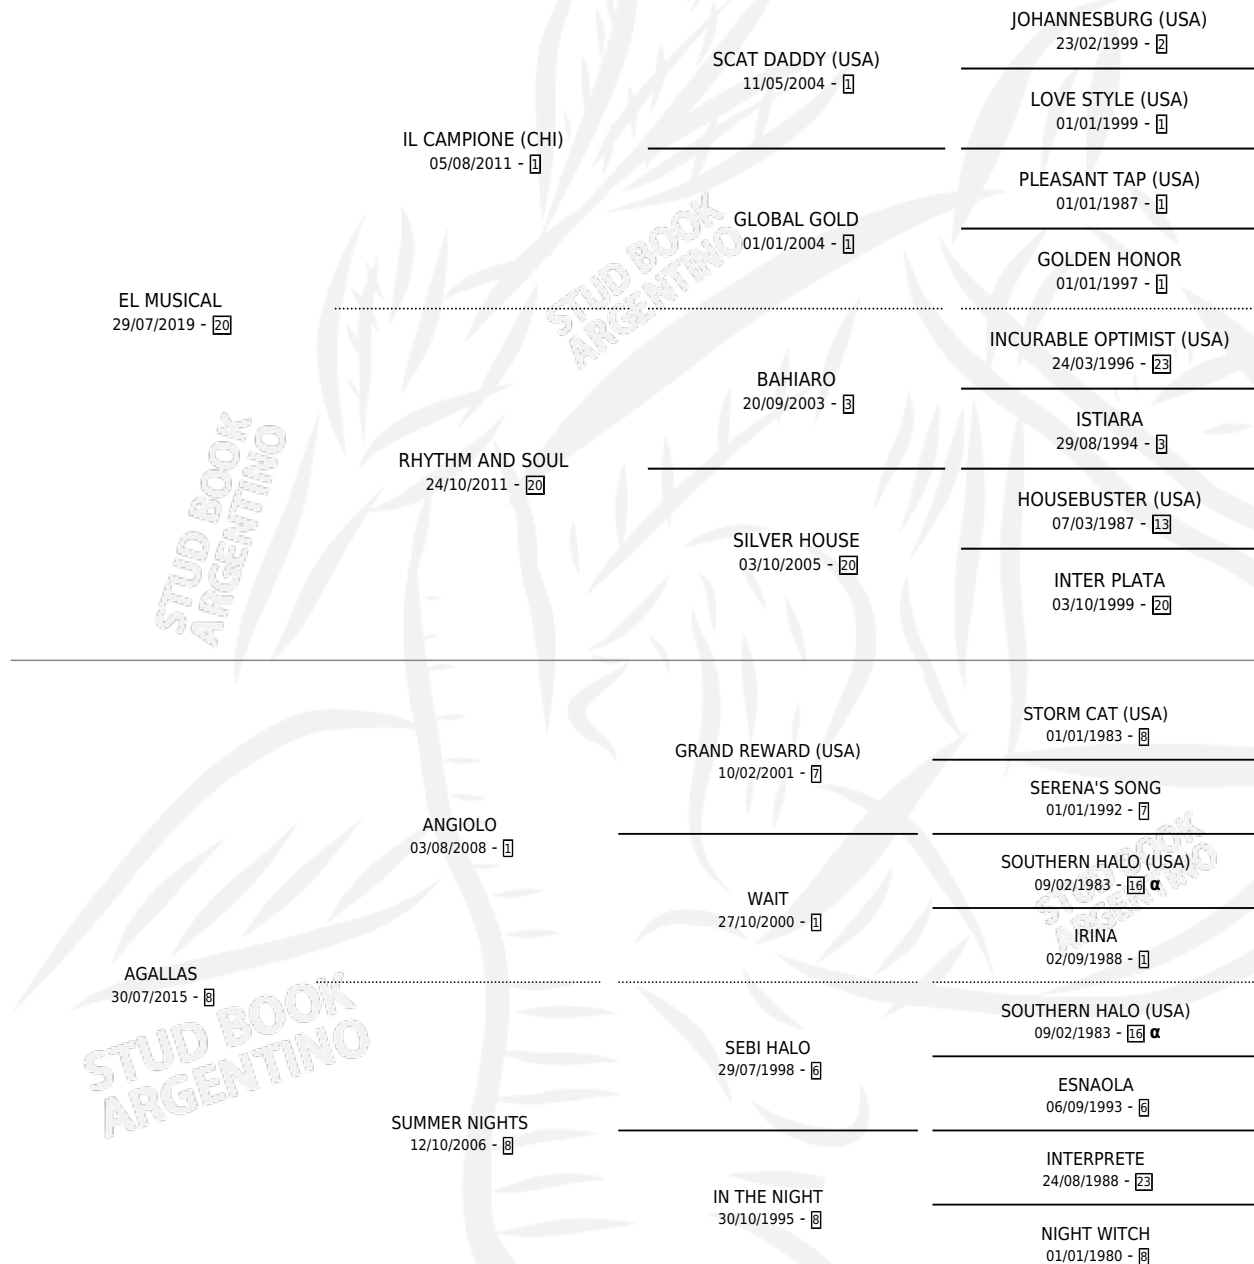 JOHANNESBURG (USA)
23/02/1999 - 2
SCAT DADDY (USA)
11/05/2004 - 1
LOVE STYLE (USA)
01/01/1999 - 1
IL CAMPIONE (CHI)
05/08/2011 - 1
PLEASANT TAP (USA)
01/01/1987 - 1
GLOBAL GOLD
01/01/2004 - 1
GOLDEN HONOR
01/01/1997 - 1
EL MUSICAL
29/07/2019 - 20
INCURABLE OPTIMIST (USA)
24/03/1996 - 23
BAHIARO
20/09/2003 - 3
ISTIARA
29/08/1994 - 3
RHYTHM AND SOUL
24/10/2011 - 20
HOUSEBUSTER (USA)
07/03/1987 - 13
SILVER HOUSE
03/10/2005 - 20
INTER PLATA
03/10/1999 - 20
STORM CAT (USA)
01/01/1983 - 8
GRAND REWARD (USA)
10/02/2001 - 7
SERENA'S SONG
01/01/1992 - 7
ANGIOLO
03/08/2008 - 1
SOUTHERN HALO (USA)
09/02/1983 - 16 α
WAIT
27/10/2000 - 1
IRINA
02/09/1988 - 1
AGALLAS
30/07/2015 - 8
SOUTHERN HALO (USA)
09/02/1983 - 16 α
SEBI HALO
29/07/1998 - 6
ESNAOLA
06/09/1993 - 6
SUMMER NIGHTS
12/10/2006 - 8
INTERPRETE
24/08/1988 - 23
IN THE NIGHT
30/10/1995 - 8
NIGHT WITCH
01/01/1980 - 8
STUD BOOK
ARGENTINO
STUD BOOK
ARGENTINO
STUD BOOK
ARGENTINO
STUD BOOK
ARGENTINO